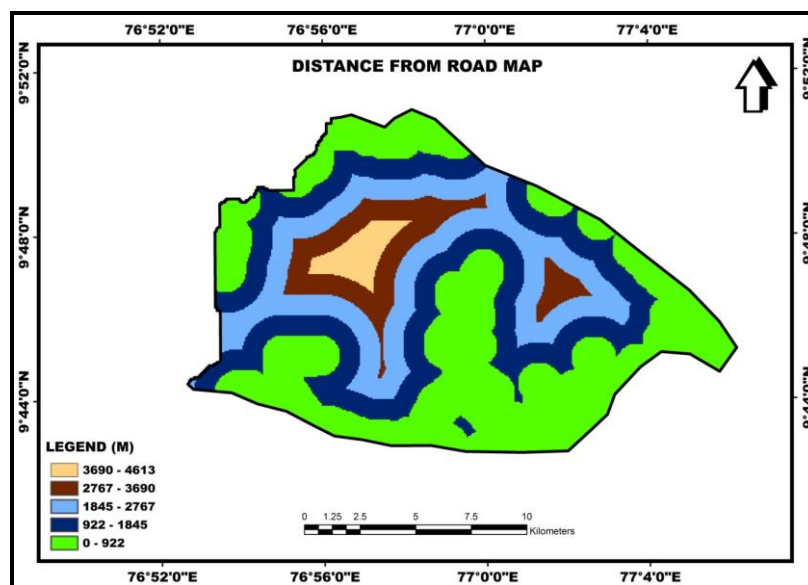 76°52'0"E 76°56'0"E 77°0'0"E 77°4'0"E
DISTANCE FROM ROAD MAP
9°52'0"N 9°52'0"N
9°48'0"N 9°48'0"N
9°44'0"N 9°44'0"N
LEGEND (M)
3690 - 4613
2767 - 3690
1845 - 2767
922 - 1845
0 - 922
0 1.25 2.5 5 7.5 10
Kilometers
76°52'0"E 76°56'0"E 77°0'0"E 77°4'0"E